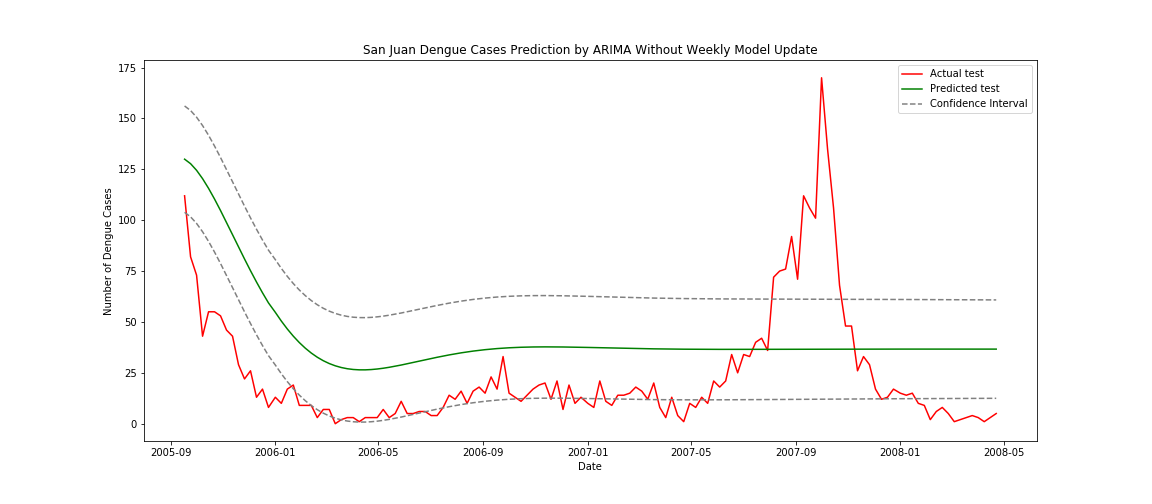 San Juan Dengue Cases Prediction by ARIMA Without Weekly Model Update
Actual test
Predicted test
Confidence Interval
Number of Dengue Cases
175
150
125
100
75
50
25
0
2005-09 2006-01 2006-05 2006-09 2007-01 2007-05 2007-09 2008-01 2008-05
Date